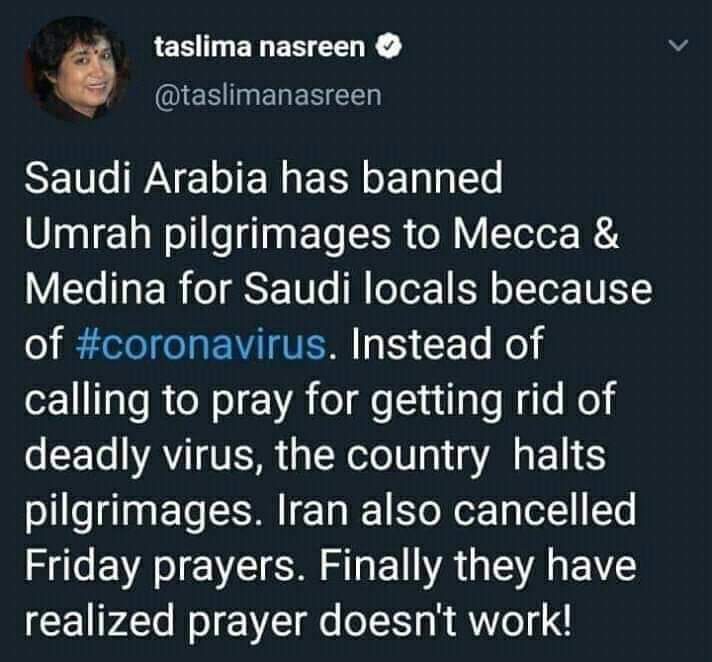 taslima nasreen
@taslimanasreen
Saudi Arabia has banned
Umrah pilgrimages to Mecca &
Medina for Saudi locals because
of #coronavirus. Instead of
calling to pray for getting rid of
deadly virus, the country halts
pilgrimages. Iran also cancelled
Friday prayers. Finally they have
realized prayer doesn't work!